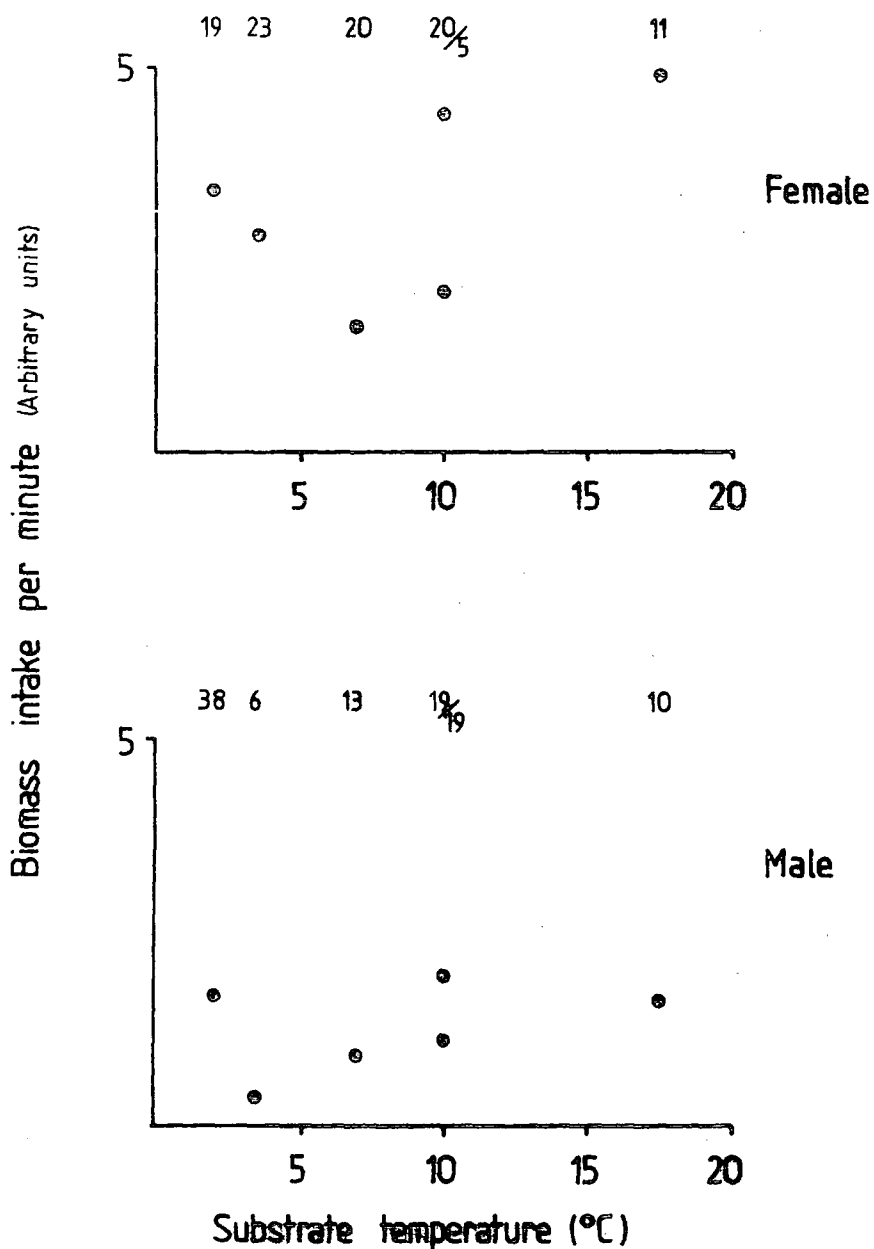 19 23 20 20/5 11
5
Female
5 10 15 20
Biomass intake per minute (Arbitrary units)
38 6 13 19/19 10
5
Male
5 10 15 20
Substrate temperature (°C)